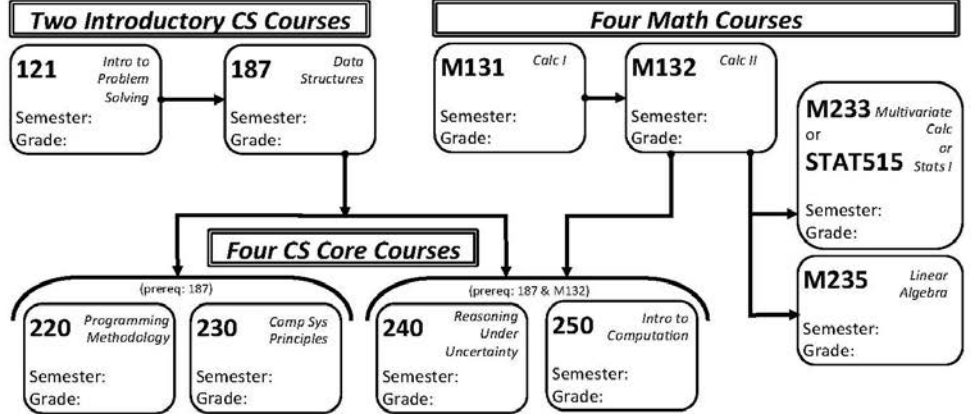 Two Introductory CS Courses
121 Intro to
Problem
Solving
Semester:
Grade:
187 Data
Structures
Semester:
Grade:
Four Math Courses
M131 Calc I
Semester:
Grade:
M132 Calc II
Semester:
Grade:
M233 Multivariate
or Calc
or
STAT515 Stats I
Semester:
Grade:
M235 Linear
Algebra
Semester:
Grade:
Four CS Core Courses
(prereq: 187)
220 Programming
Methodology
Semester:
Grade:
230 Comp Sys
Principles
Semester:
Grade:
(prereq: 187 & M132)
240 Reasoning
Under
Uncertainty
Semester:
Grade:
250 Intro to
Computation
Semester:
Grade: